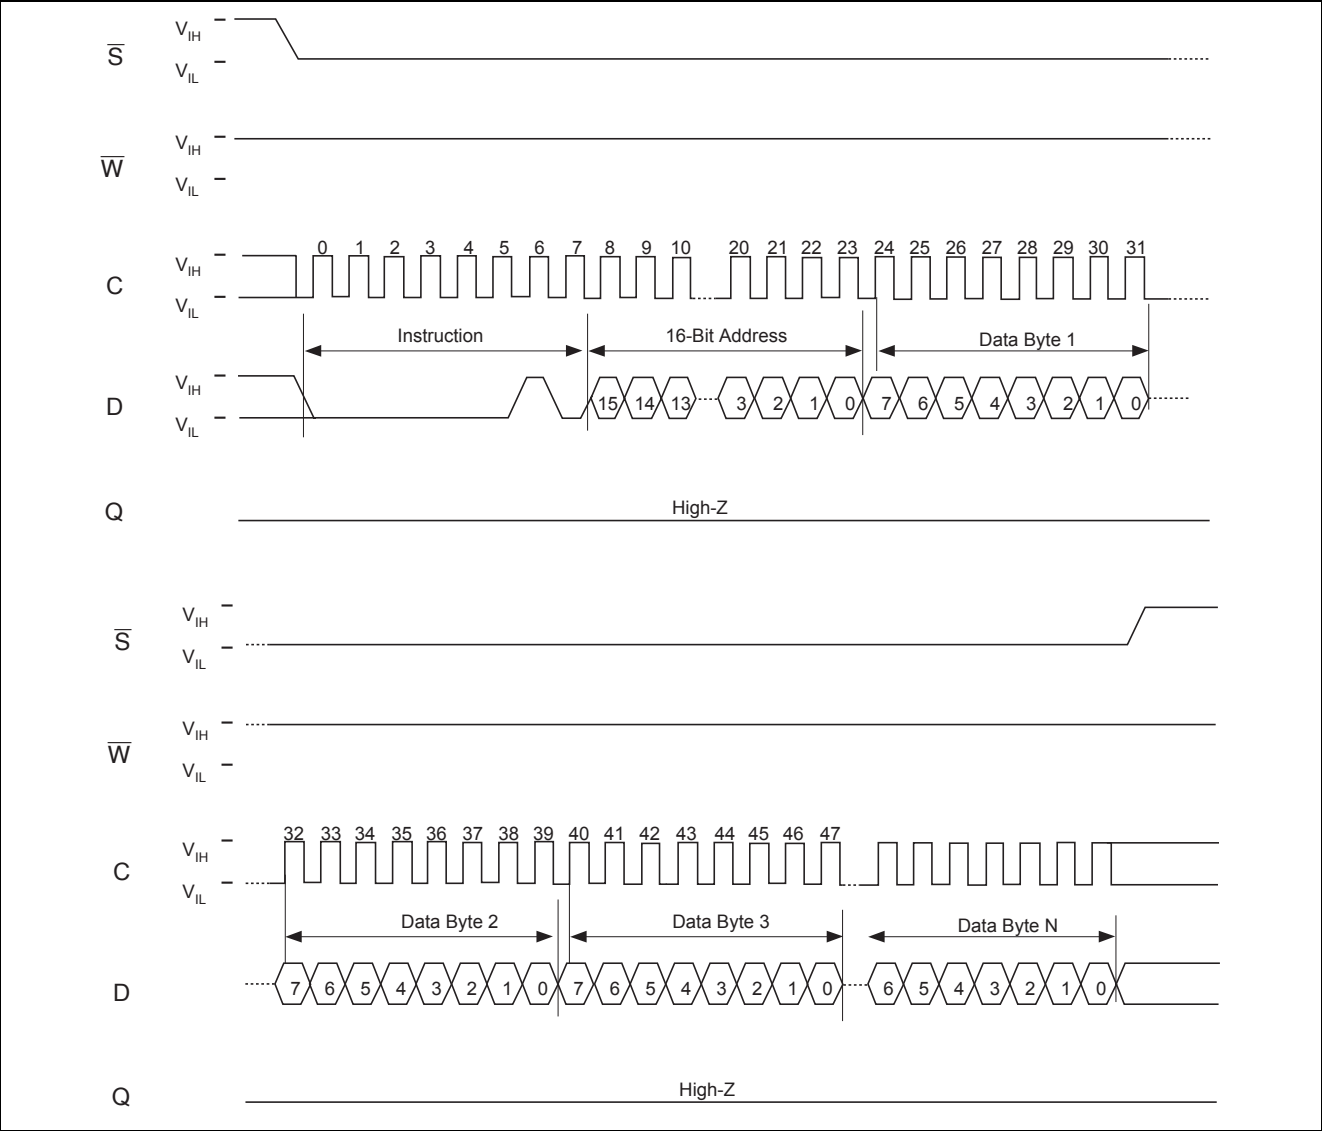 V_IH
S̅
V_IL
V_IH
W̅
V_IL
0 1 2 3 4 5 6 7 8 9 10 20 21 22 23 24 25 26 27 28 29 30 31
V_IH
C
V_IL
Instruction 16-Bit Address Data Byte 1
V_IH
D 15 14 13 3 2 1 0 7 6 5 4 3 2 1 0
V_IL
High-Z
Q
V_IH
S̅
V_IL
V_IH
W̅
V_IL
32 33 34 35 36 37 38 39 40 41 42 43 44 45 46 47
V_IH
C
V_IL
Data Byte 2 Data Byte 3 Data Byte N
D 7 6 5 4 3 2 1 0 7 6 5 4 3 2 1 0 6 5 4 3 2 1 0
High-Z
Q